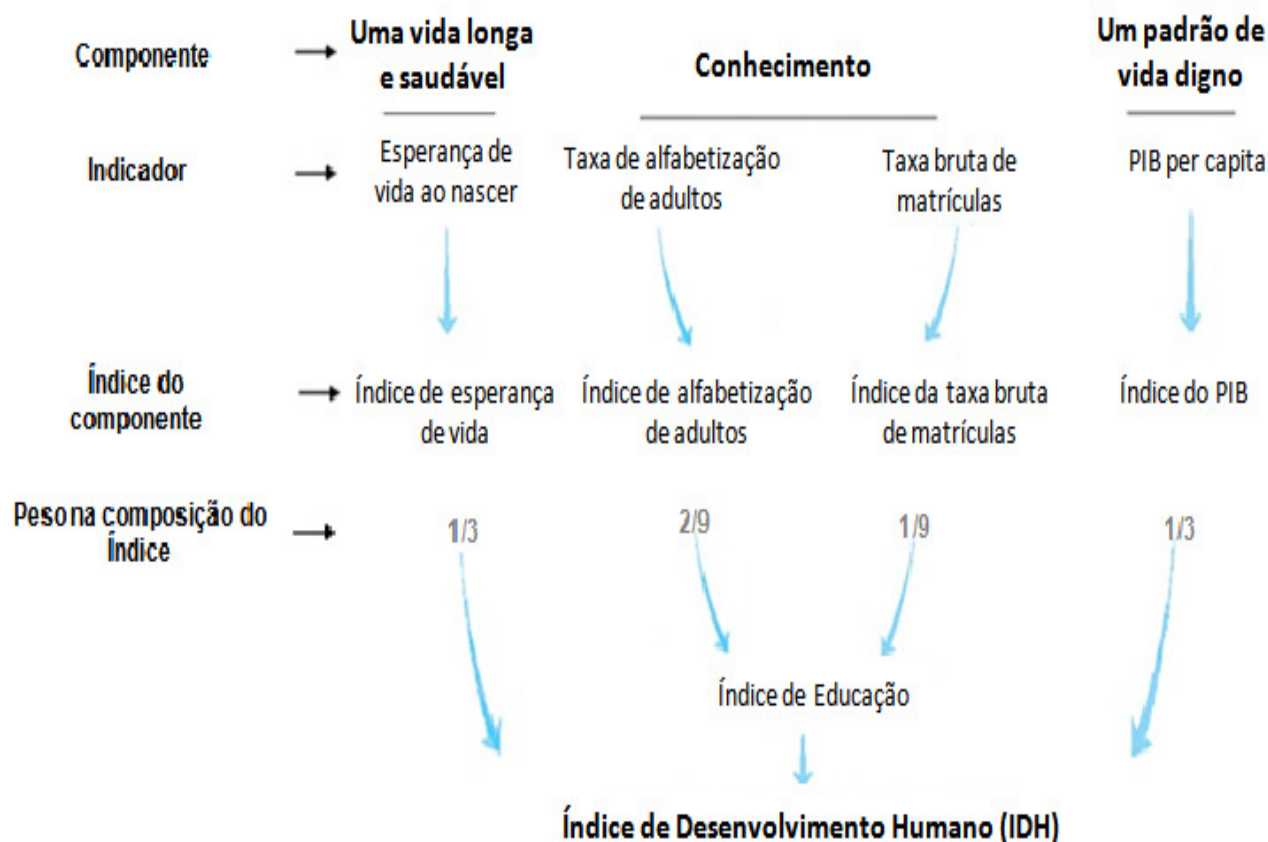 Componente
Uma vida longa
e saudável
Conhecimento
Um padrão de
vida digno
Indicador
Esperança de
vida ao nascer
Taxa de alfabetização
de adultos
Taxa bruta de
matrículas
PIB per capita
Índice do
componente
Índice de esperança
de vida
Índice de alfabetização
de adultos
Índice da taxa bruta
de matrículas
Índice do PIB
Peso na composição do
Índice
1/3
2/9
1/9
1/3
Índice de Educação
Índice de Desenvolvimento Humano (IDH)